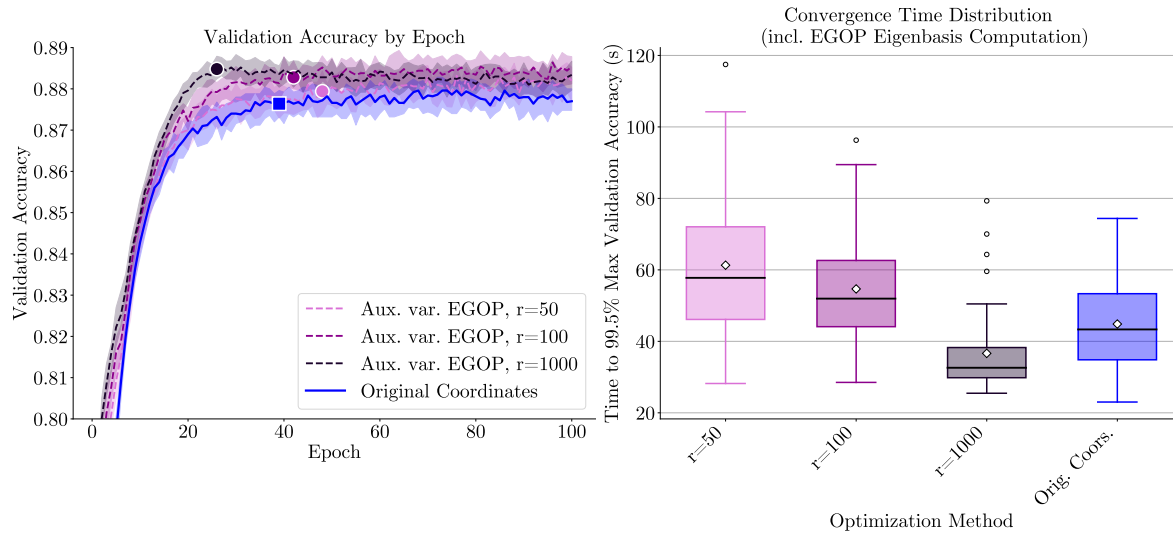 Validation Accuracy by Epoch
Validation Accuracy
0.89
0.88
0.87
0.86
0.85
0.84
0.83
0.82
0.81
0.80
0
20
40
60
80
100
Epoch
Aux. var. EGOP, r=50
Aux. var. EGOP, r=100
Aux. var. EGOP, r=1000
Original Coordinates
Convergence Time Distribution
(incl. EGOP Eigenbasis Computation)
Time to 99.5% Max Validation Accuracy (s)
120
100
80
60
40
20
r=50
r=100
r=1000
Orig. Coors.
Optimization Method